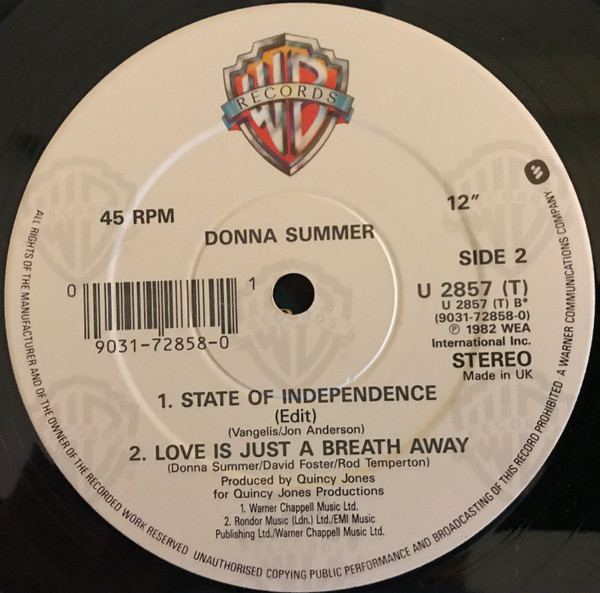 WB
RECORDS
45 RPM
12"
DONNA SUMMER
SIDE 2
0 1
9031-72858-0
U 2857 (T)
U 2857 (T) B*
(9031-72858-0)
℗ 1982 WEA
International Inc.
STEREO
Made in UK
1. STATE OF INDEPENDENCE
(Edit)
(Vangelis/Jon Anderson)
2. LOVE IS JUST A BREATH AWAY
(Donna Summer/David Foster/Rod Temperton)
Produced by Quincy Jones
for Quincy Jones Productions
1. Warner Chappell Music Ltd.
2. Rondor Music (Ldn.) Ltd./EMI Music
Publishing Ltd./Warner Chappell Music Ltd.
ALL RIGHTS OF THE MANUFACTURER AND OF THE OWNER OF THE RECORDED WORK RESERVED UNAUTHORISED COPYING PUBLIC PERFORMANCE AND BROADCASTING OF THIS RECORD PROHIBITED A WARNER COMMUNICATIONS COMPANY